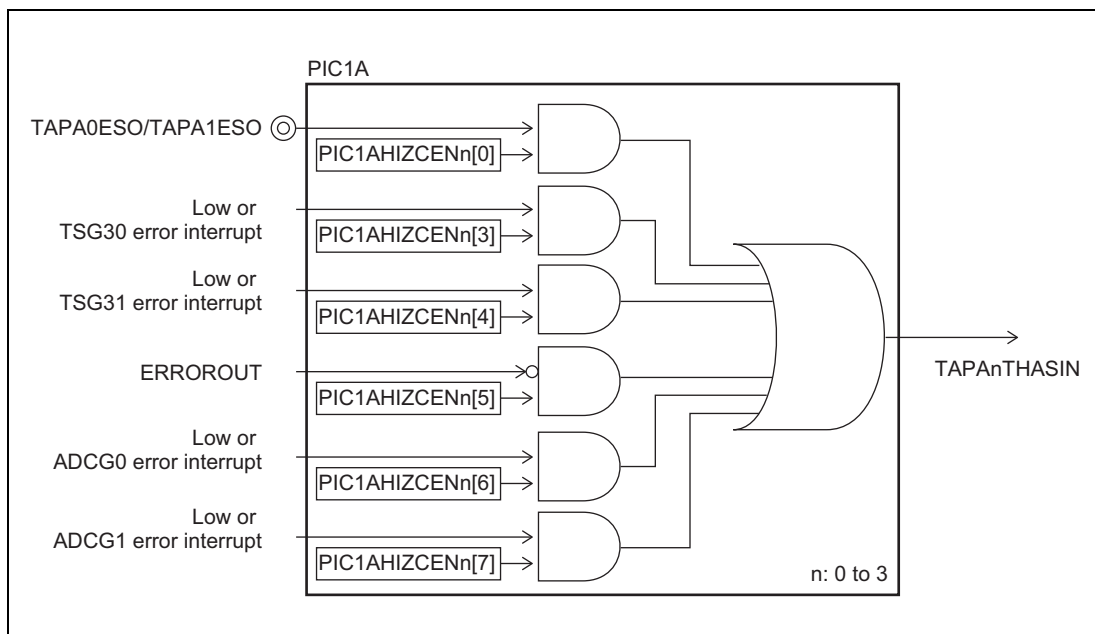 PIC1A
TAPA0ESO/TAPA1ESO
PIC1AHIZCENn[0]
Low or
TSG30 error interrupt
PIC1AHIZCENn[3]
Low or
TSG31 error interrupt
PIC1AHIZCENn[4]
ERROROUT
PIC1AHIZCENn[5]
TAPAnTHASIN
Low or
ADCG0 error interrupt
PIC1AHIZCENn[6]
Low or
ADCG1 error interrupt
PIC1AHIZCENn[7]
n: 0 to 3